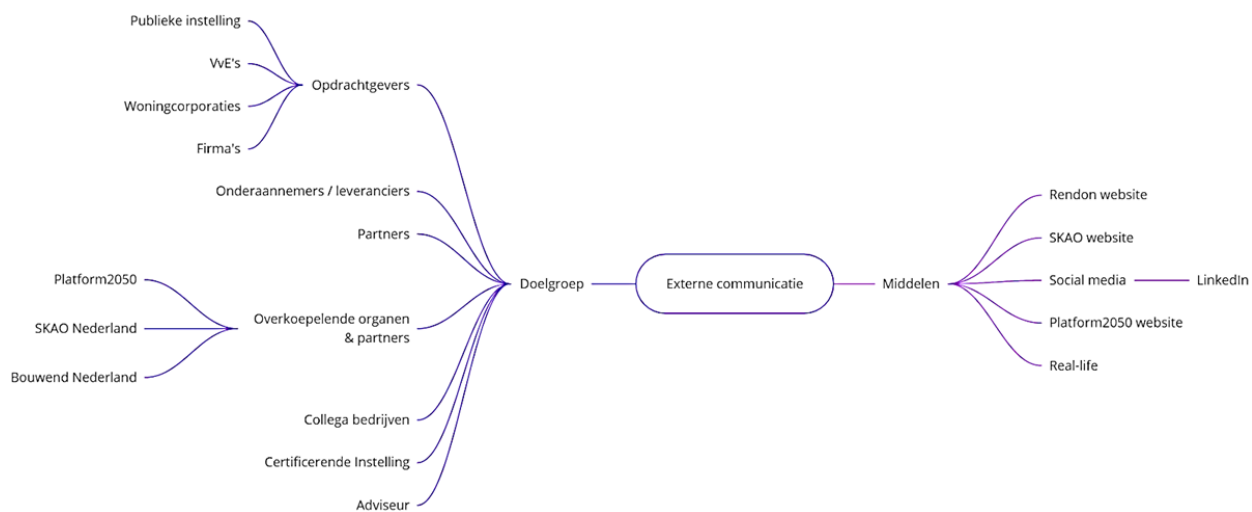 Publieke instelling
VvE's
Opdrachtgevers
Woningcorporaties
Firma's
Onderaannemers / leveranciers
Partners
Platform2050
SKAO Nederland
Overkoepelende organen
& partners
Bouwend Nederland
Collega bedrijven
Certificerende Instelling
Adviseur
Doelgroep
Externe communicatie
Middelen
Rendon website
SKAO website
Social media
LinkedIn
Platform2050 website
Real-life